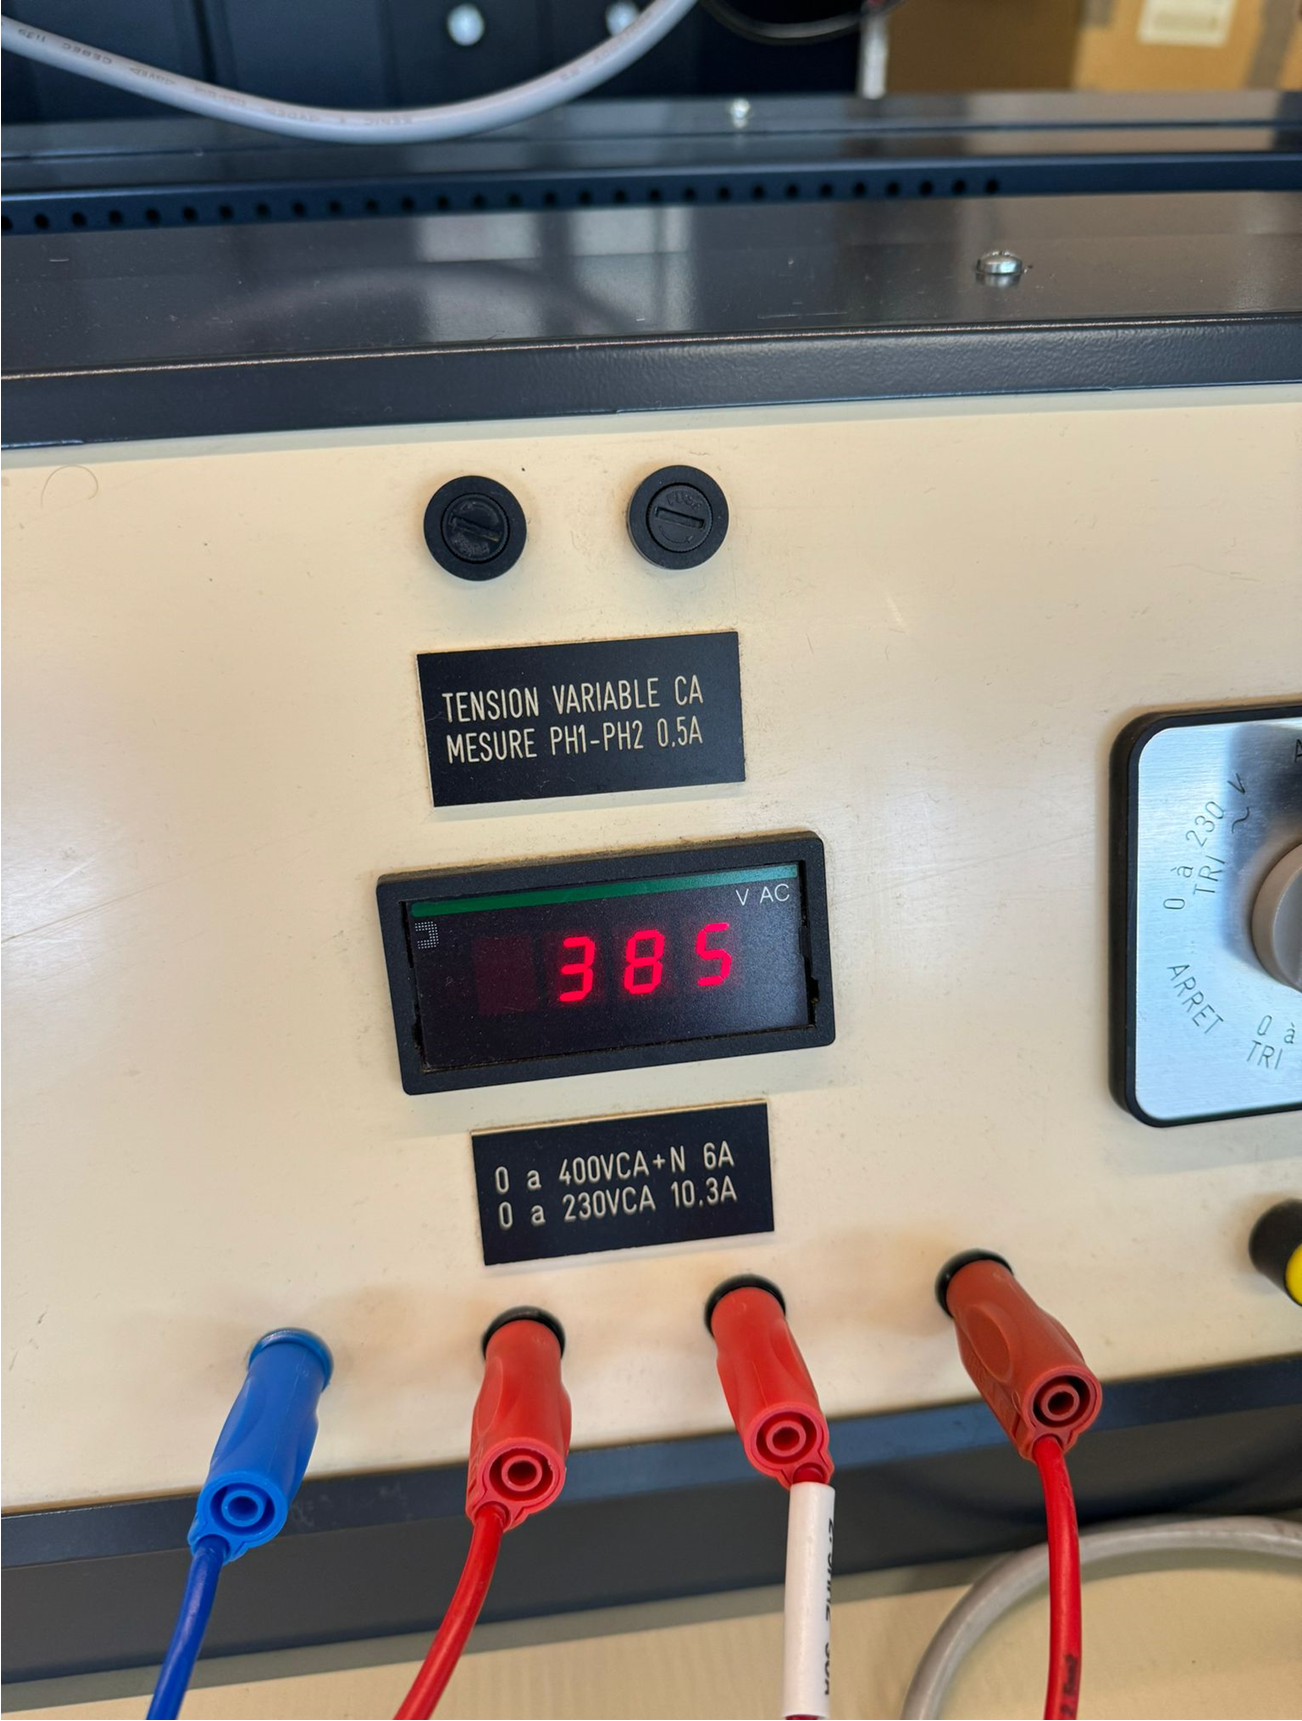 TENSION VARIABLE CA
MESURE PH1-PH2 0.5A
V AC
385
0 à 230 V ~
TRI
ARRET
0 à
TRI
0 a 400VCA+N 6A
0 a 230VCA 10.3A